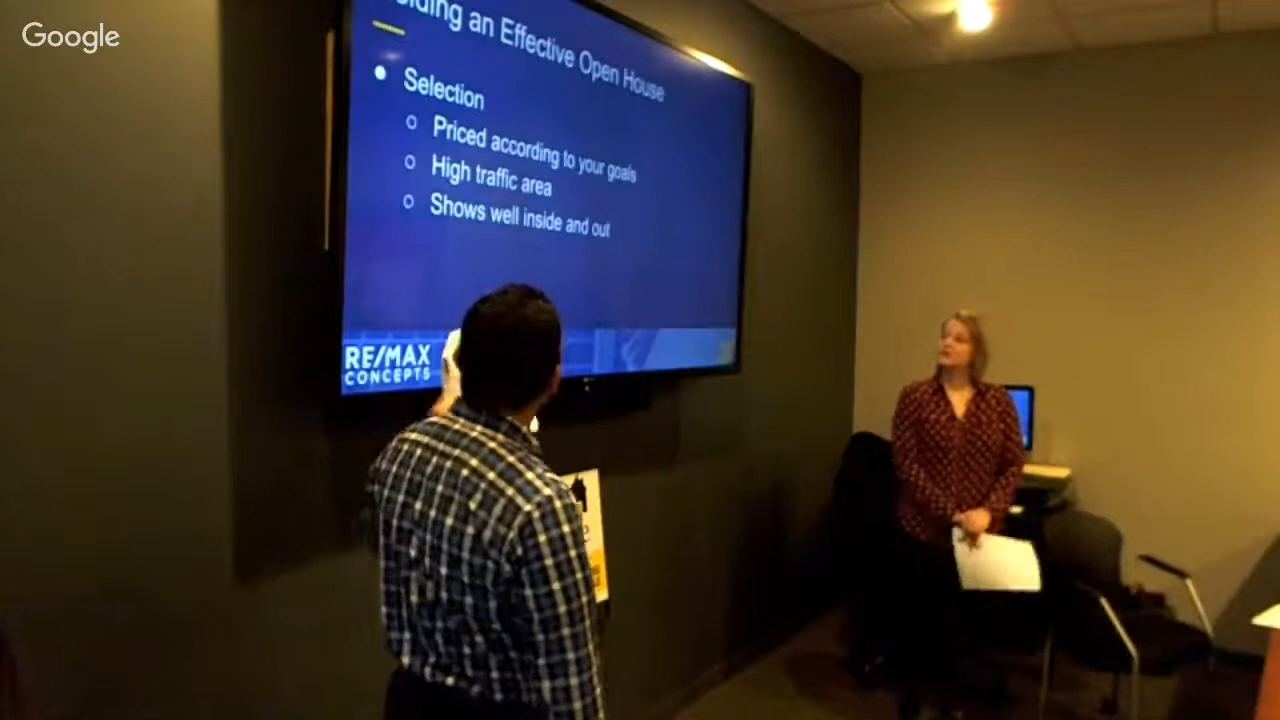 Google
olding an Effective Open House
Selection
Priced according to your goals
High traffic area
Shows well inside and out
RE/MAX
CONCEPTS